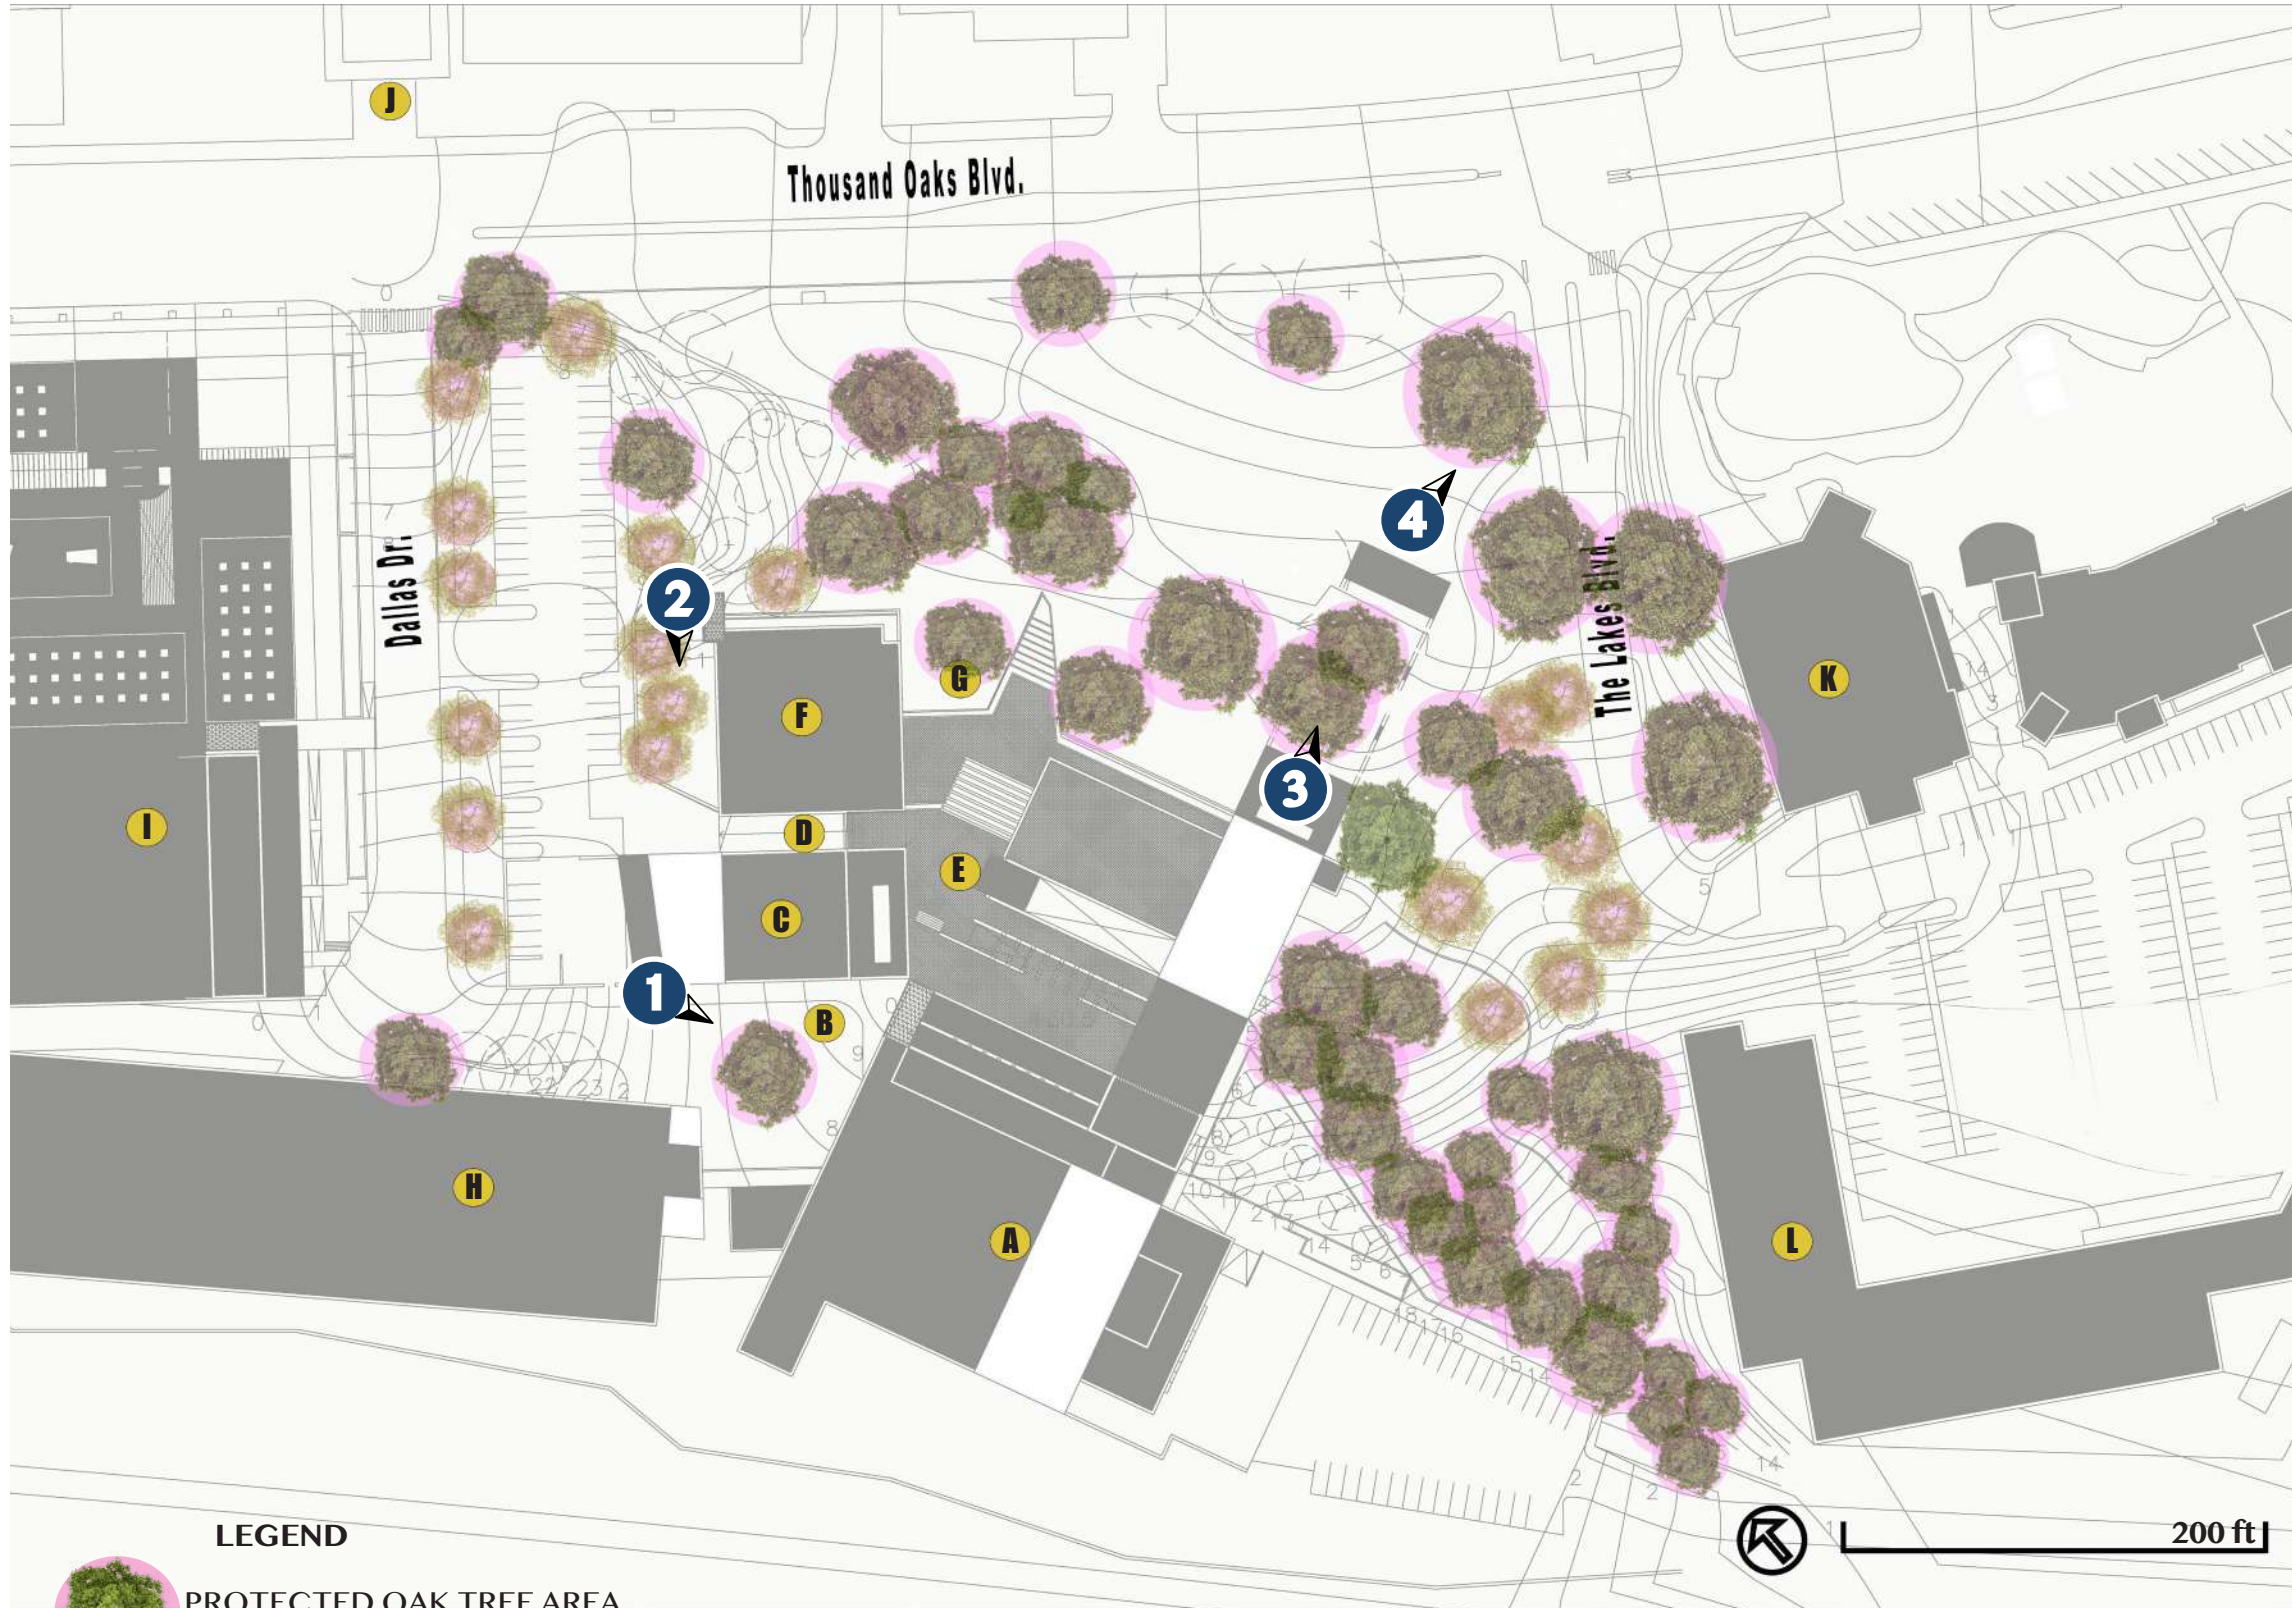 J
Thousand Oaks Blvd.
Dallas Dr.
The Lakes Blvd.
4
2
G
K
F
3
I
D
E
C
1
B
H
A
L
LEGEND
200 ft
PROTECTED OAK TREE AREA